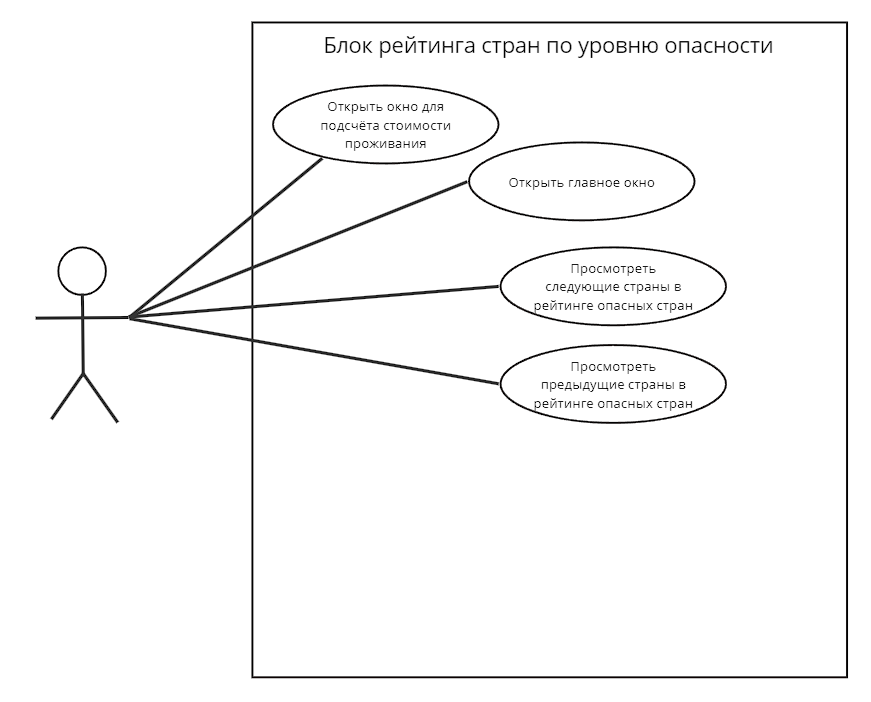 Блок рейтинга стран по уровню опасности
Открыть окно для
подсчёта стоимости
проживания
Открыть главное окно
Просмотреть
следующие страны в
рейтинге опасных стран
Просмотреть
предыдущие страны в
рейтинге опасных стран